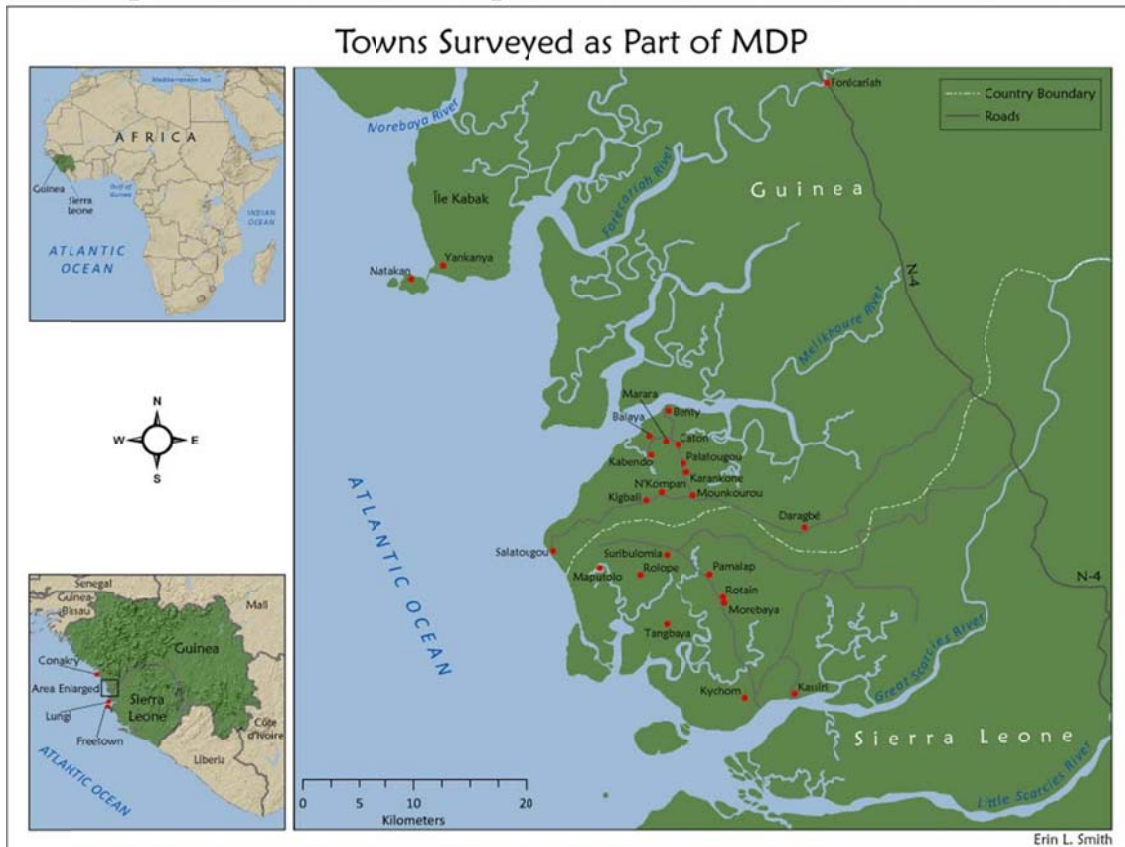 Towns Surveyed as Part of MDP
Mediterranean Sea
AFRICA
Guinea
Sierra
Leone
Gulf of
Guinea
INDIAN
OCEAN
ATLANTIC
OCEAN
N
W
E
S
Senegal
Guinea-
Bissau
Mali
Guinea
Conakry
Area Enlarged
Sierra
Leone
Lungi
Freetown
Côte
d'Ivoire
Liberia
ATLANTIC
OCEAN
Country Boundary
Roads
Forécariah
Norebaya River
Île Kabak
Forécariah River
Guinea
Yankanya
Natakan
N-4
Melikhoure River
Marara
Benty
Balaya
Caton
Kabendo
Palatougou
Karankone
N'Kompan
Mounkourou
Kigbali
Daragbé
Salatougou
Suribulomia
Maputolo
Rolope
Pamalap
Rotain
Morebaya
Tangbaya
N-4
ATLANTIC OCEAN
Kychom
Kassiri
Great Scarcies River
Sierra Leone
Little Scarcies River
0 5 10 20
Kilometers
Erin L. Smith